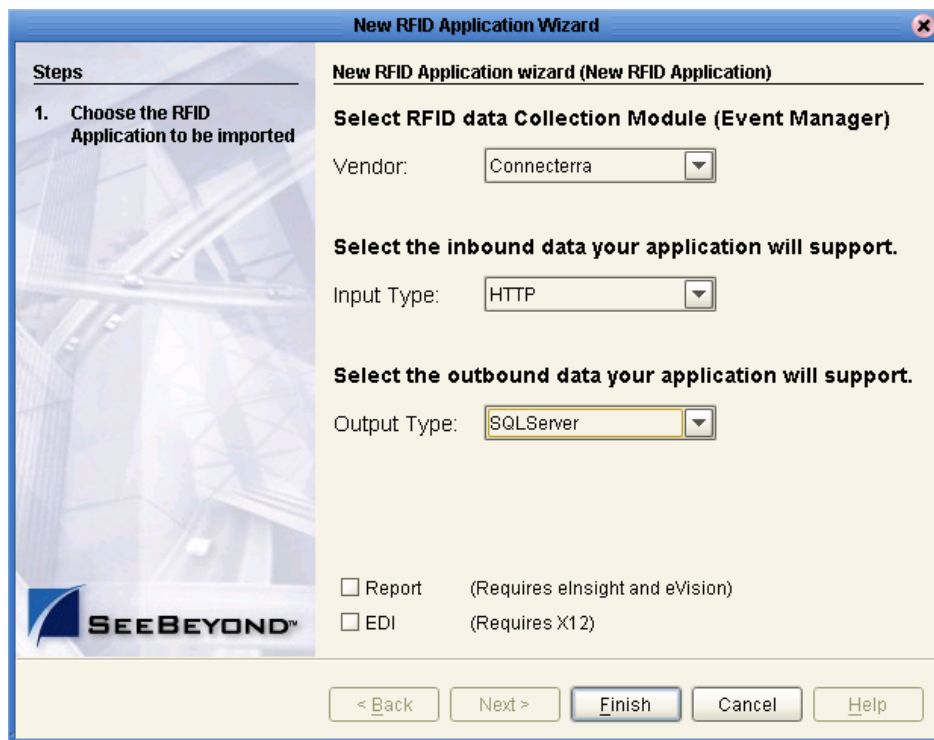 New RFID Application Wizard
Steps
1. Choose the RFID
Application to be imported
New RFID Application wizard (New RFID Application)
Select RFID data Collection Module (Event Manager)
Vendor: Connecterra
Select the inbound data your application will support.
Input Type: HTTP
Select the outbound data your application will support.
Output Type: SQLServer
Report (Requires eInsight and eVision)
EDI (Requires X12)
SEEBEYOND™
< Back Next > Finish Cancel Help